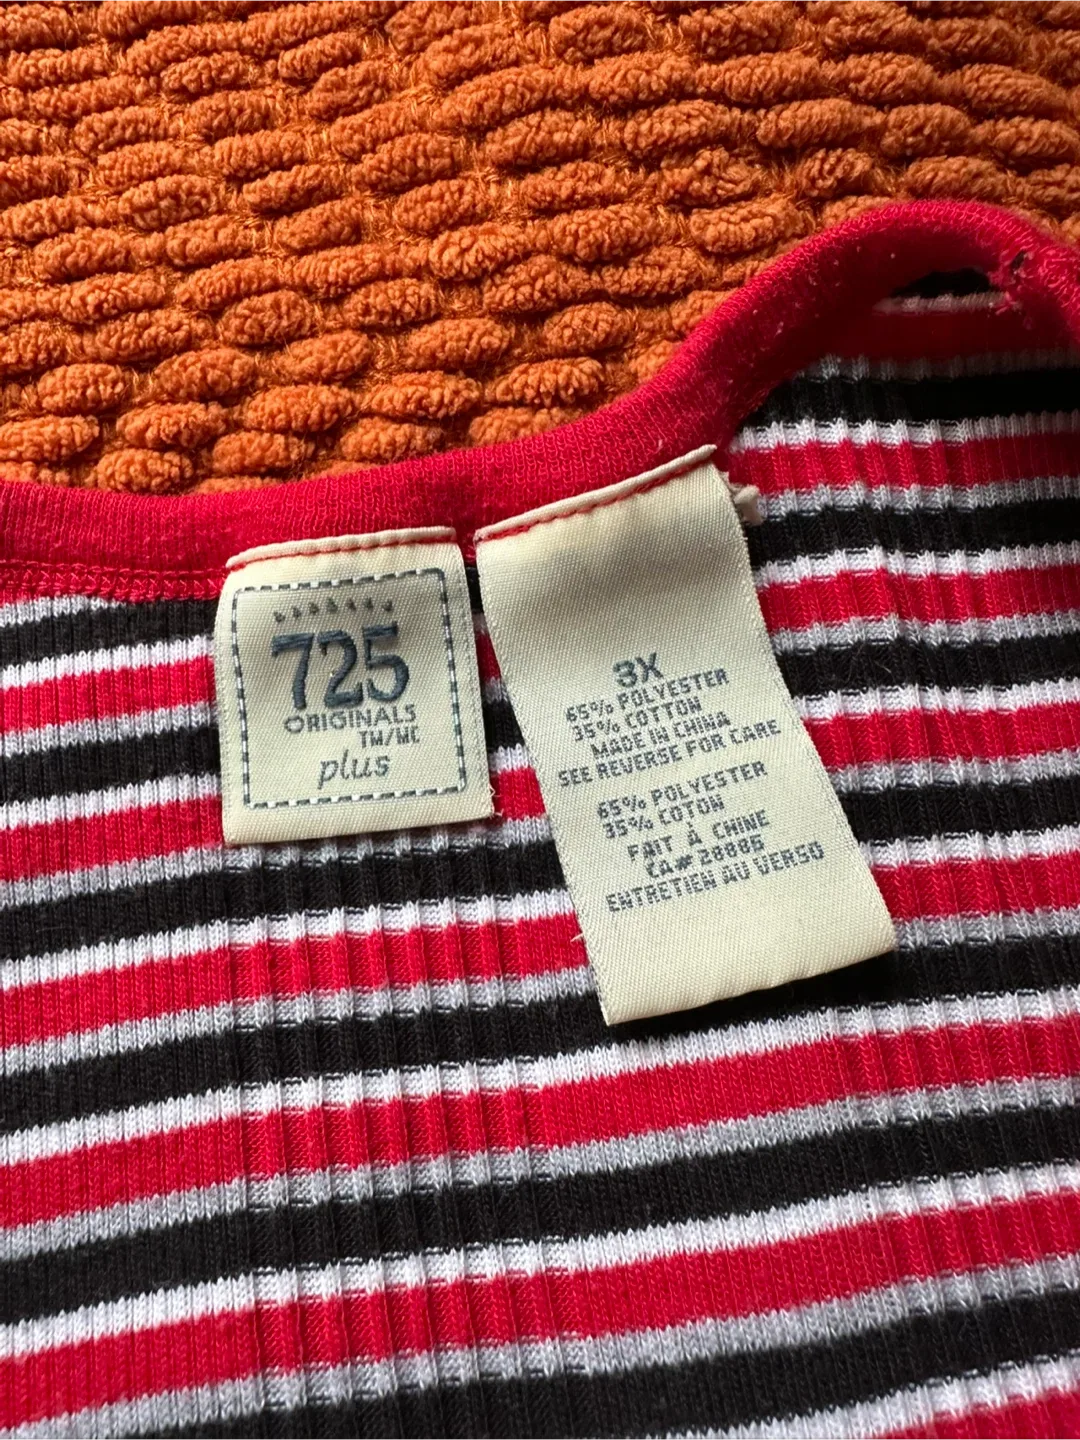 725
ORIGINALS
TM/MC
plus
3X
65% POLYESTER
35% COTTON
MADE IN CHINA
SEE REVERSE FOR CARE
65% POLYESTER
35% COTON
FAIT À CHINE
CA# 28885
ENTRETIEN AU VERSO